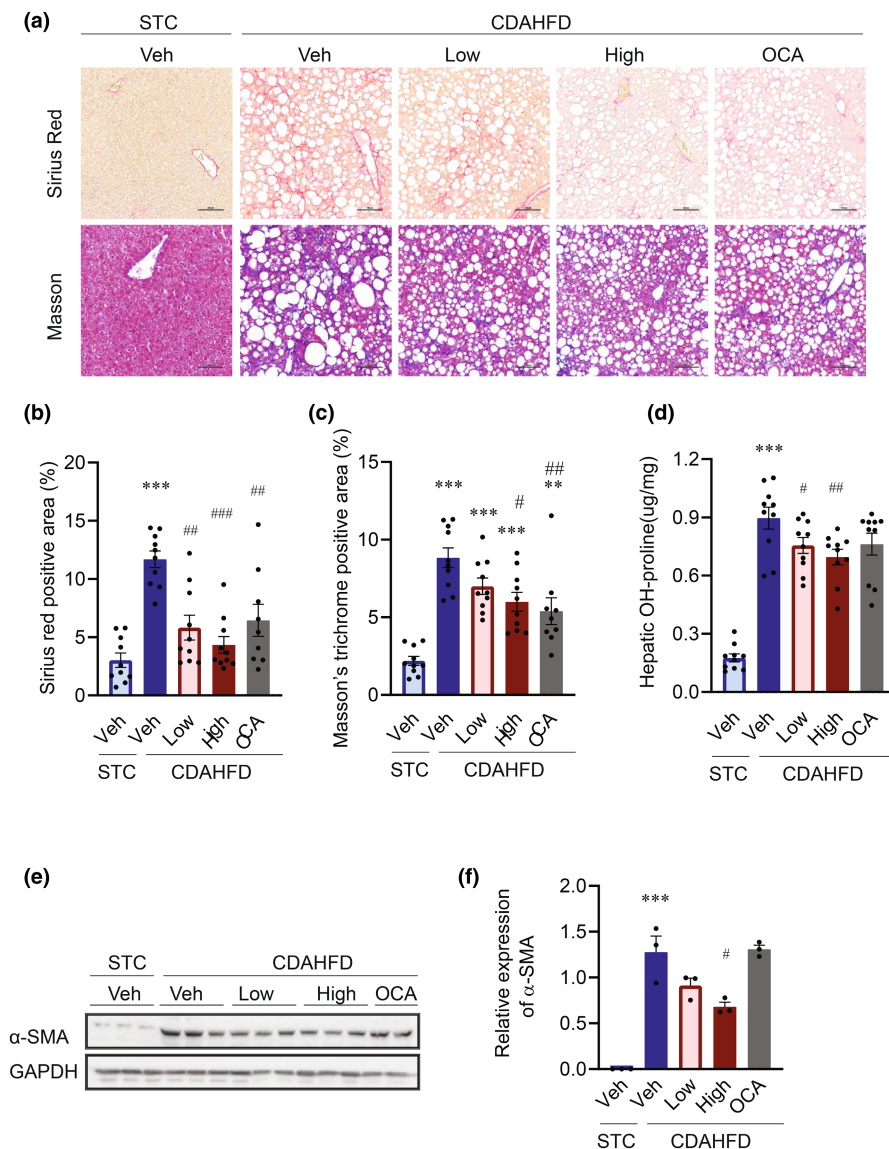 (a)
STC CDAHFD
Veh Veh Low High OCA
Sirius Red
Masson
(b)
Sirius red positive area (%)
20
15
10
5
0
***
##
###
##
Veh Veh Low High OCA
STC CDAHFD
(c)
Masson's trichrome positive area (%)
15
10
5
0
***
***
#
***
##
**
Veh Veh Low High OCA
STC CDAHFD
(d)
Hepatic OH-proline(ug/mg)
1.2
0.9
0.6
0.3
0.0
***
#
##
Veh Veh Low High OCA
STC CDAHFD
(e)
STC CDAHFD
Veh Veh Low High OCA
α-SMA
GAPDH
(f)
Relative expression
of α-SMA
2.0
1.5
1.0
0.5
0.0
***
#
Veh Veh Low High OCA
STC CDAHFD